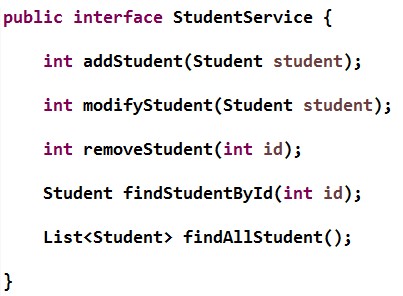 public interface StudentService {
    int addStudent(Student student);
    int modifyStudent(Student student);
    int removeStudent(int id);
    Student findStudentById(int id);
    List<Student> findAllStudent();
}